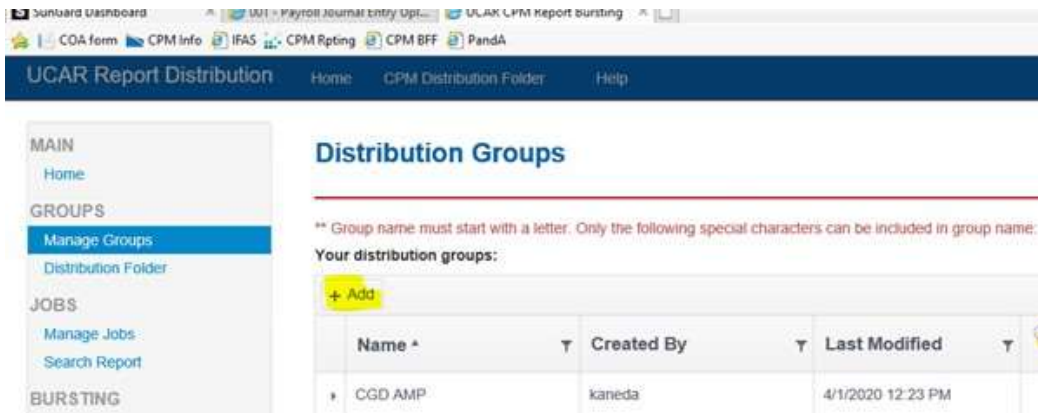 SunGard Dashboard 001 - Payroll Journal Entry Upl... UCAR CPM Report Bursting
COA form CPM Info IFAS CPM Rpting CPM BFF PandA
UCAR Report Distribution Home CPM Distribution Folder Help
MAIN
Home
GROUPS
Manage Groups
Distribution Folder
JOBS
Manage Jobs
Search Report
BURSTING
Distribution Groups
** Group name must start with a letter. Only the following special characters can be included in group name:
Your distribution groups:
+ Add
Name Created By Last Modified
CGD AMP kaneda 4/1/2020 12:23 PM